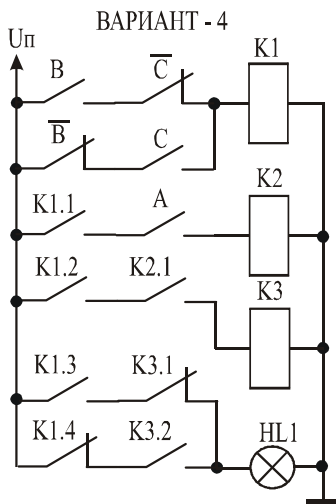 ВАРИАНТ - 4
Uп
B
C̅
K1
B̅
C
K1.1
A
K2
K1.2
K2.1
K3
K1.3
K3.1
K1.4
K3.2
HL1